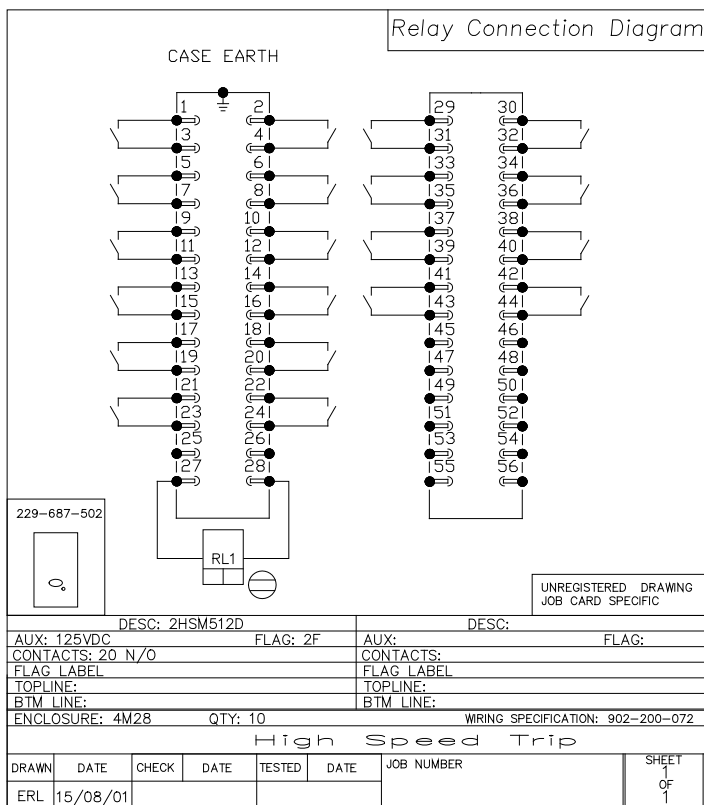 Relay Connection Diagram
CASE EARTH
1 2 29 30
3 4 31 32
5 6 33 34
7 8 35 36
9 10 37 38
11 12 39 40
13 14 41 42
15 16 43 44
17 18 45 46
19 20 47 48
21 22 49 50
23 24 51 52
25 26 53 54
27 28 55 56
229-687-502
RL1
UNREGISTERED DRAWING
JOB CARD SPECIFIC
DESC: 2HSM512D DESC:
AUX: 125VDC FLAG: 2F AUX: FLAG:
CONTACTS: 20 N/O CONTACTS:
FLAG LABEL FLAG LABEL
TOPLINE: TOPLINE:
BTM LINE: BTM LINE:
ENCLOSURE: 4M28 QTY: 10 WIRING SPECIFICATION: 902-200-072
High Speed Trip
DRAWN DATE CHECK DATE TESTED DATE JOB NUMBER SHEET
1
OF
ERL 15/08/01 1